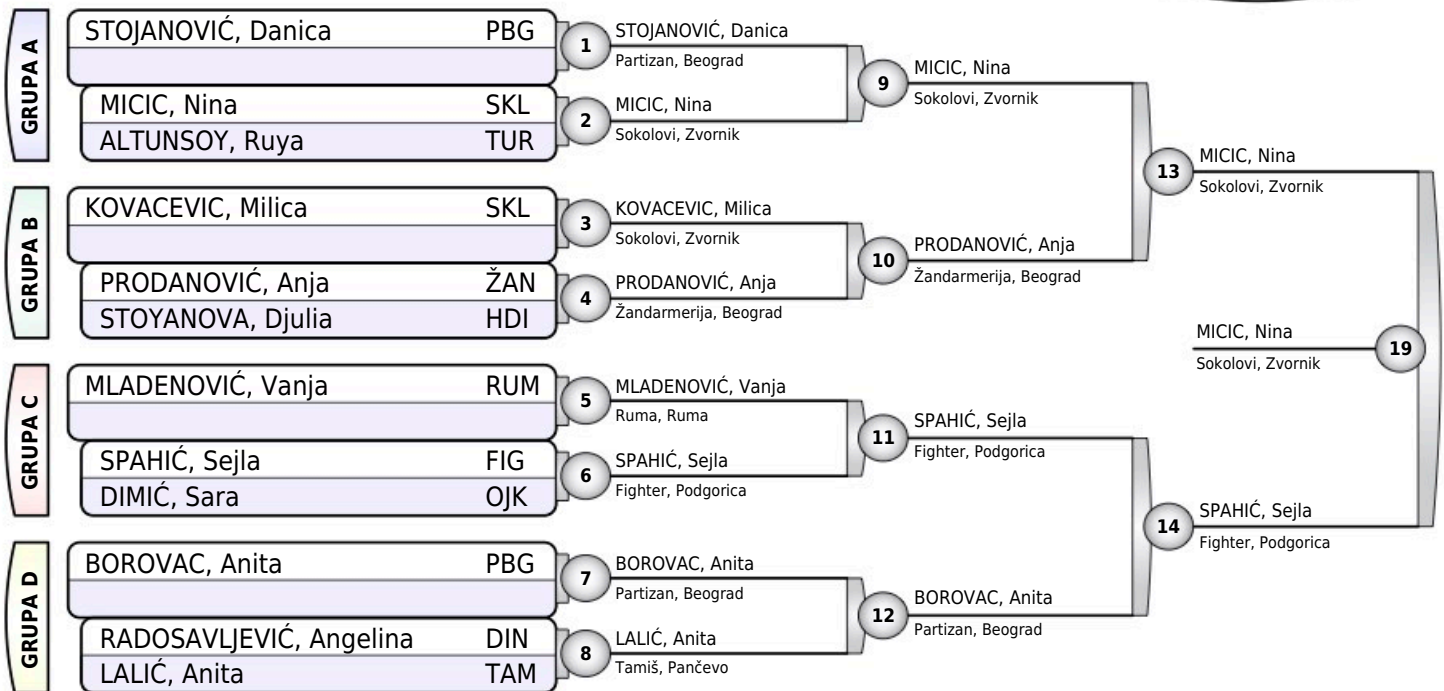 GRUPA A
STOJANOVIĆ, Danica PBG
MICIC, Nina SKL
ALTUNSOY, Ruya TUR
GRUPA B
KOVACEVIC, Milica SKL
PRODANOVIĆ, Anja ŽAN
STOYANOVA, Djulia HDI
GRUPA C
MLADENOVIĆ, Vanja RUM
SPAHIĆ, Sejla FIG
DIMIĆ, Sara OJK
GRUPA D
BOROVAC, Anita PBG
RADOSAVLJEVIĆ, Angelina DIN
LALIĆ, Anita TAM
1
STOJANOVIĆ, Danica
Partizan, Beograd
2
MICIC, Nina
Sokolovi, Zvornik
3
KOVACEVIC, Milica
Sokolovi, Zvornik
4
PRODANOVIĆ, Anja
Žandarmerija, Beograd
5
MLADENOVIĆ, Vanja
Ruma, Ruma
6
SPAHIĆ, Sejla
Fighter, Podgorica
7
BOROVAC, Anita
Partizan, Beograd
8
LALIĆ, Anita
Tamiš, Pančevo
9
MICIC, Nina
Sokolovi, Zvornik
10
PRODANOVIĆ, Anja
Žandarmerija, Beograd
11
SPAHIĆ, Sejla
Fighter, Podgorica
12
BOROVAC, Anita
Partizan, Beograd
13
MICIC, Nina
Sokolovi, Zvornik
14
SPAHIĆ, Sejla
Fighter, Podgorica
MICIC, Nina
Sokolovi, Zvornik
19